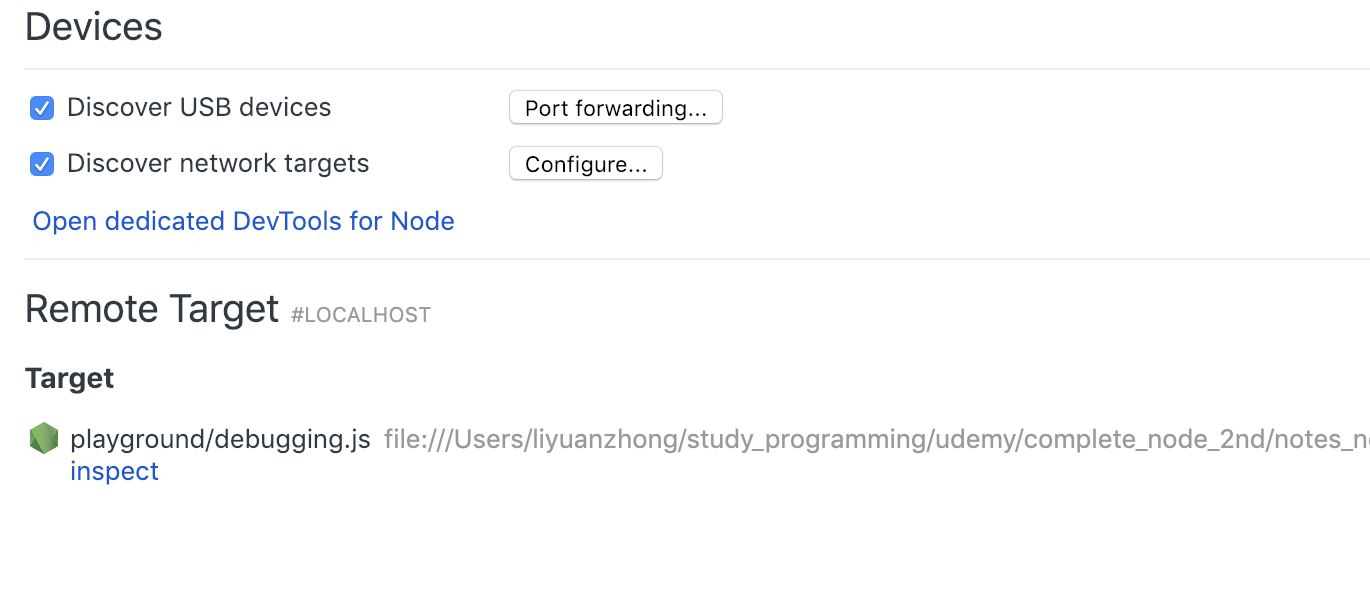 Devices
Discover USB devices Port forwarding...
Discover network targets Configure...
Open dedicated DevTools for Node
Remote Target #LOCALHOST
Target
playground/debugging.js file:///Users/liyuanzhong/study_programming/udemy/complete_node_2nd/notes_n
inspect